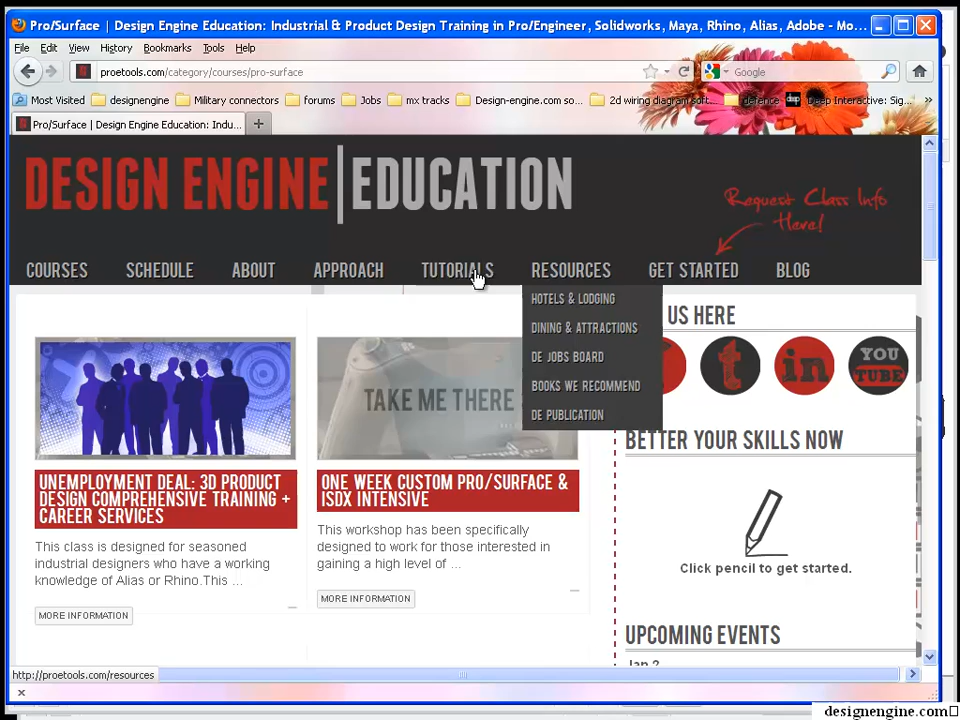 Pro/Surface | Design Engine Education: Industrial & Product Design Training in Pro/Engineer, Solidworks, Maya, Rhino, Alias, Adobe - Mo...
File Edit View History Bookmarks Tools Help
proetools.com/category/courses/pro-surface
Google
Most Visited designengine Military connectors forums Jobs mx tracks Design-engine.com so... 2d wiring diagram soft... defence Deep Interactive: Sig...
Pro/Surface | Design Engine Education: Indu...
DESIGN ENGINE|EDUCATION
Request Class Info
Here!
COURSES SCHEDULE ABOUT APPROACH TUTORIALS RESOURCES GET STARTED BLOG
HOTELS & LODGING
DINING & ATTRACTIONS
DE JOBS BOARD
BOOKS WE RECOMMEND
DE PUBLICATION
TAKE ME THERE
UNEMPLOYMENT DEAL: 3D PRODUCT
DESIGN COMPREHENSIVE TRAINING +
CAREER SERVICES
This class is designed for seasoned
industrial designers who have a working
knowledge of Alias or Rhino.This ...
MORE INFORMATION
ONE WEEK CUSTOM PRO/SURFACE &
ISDX INTENSIVE
This workshop has been specifically
designed to work for those interested in
gaining a high level of ...
MORE INFORMATION
US HERE
t in YOU
TUBE
BETTER YOUR SKILLS NOW
Click pencil to get started.
UPCOMING EVENTS
Jan 2
http://proetools.com/resources
designengine.com